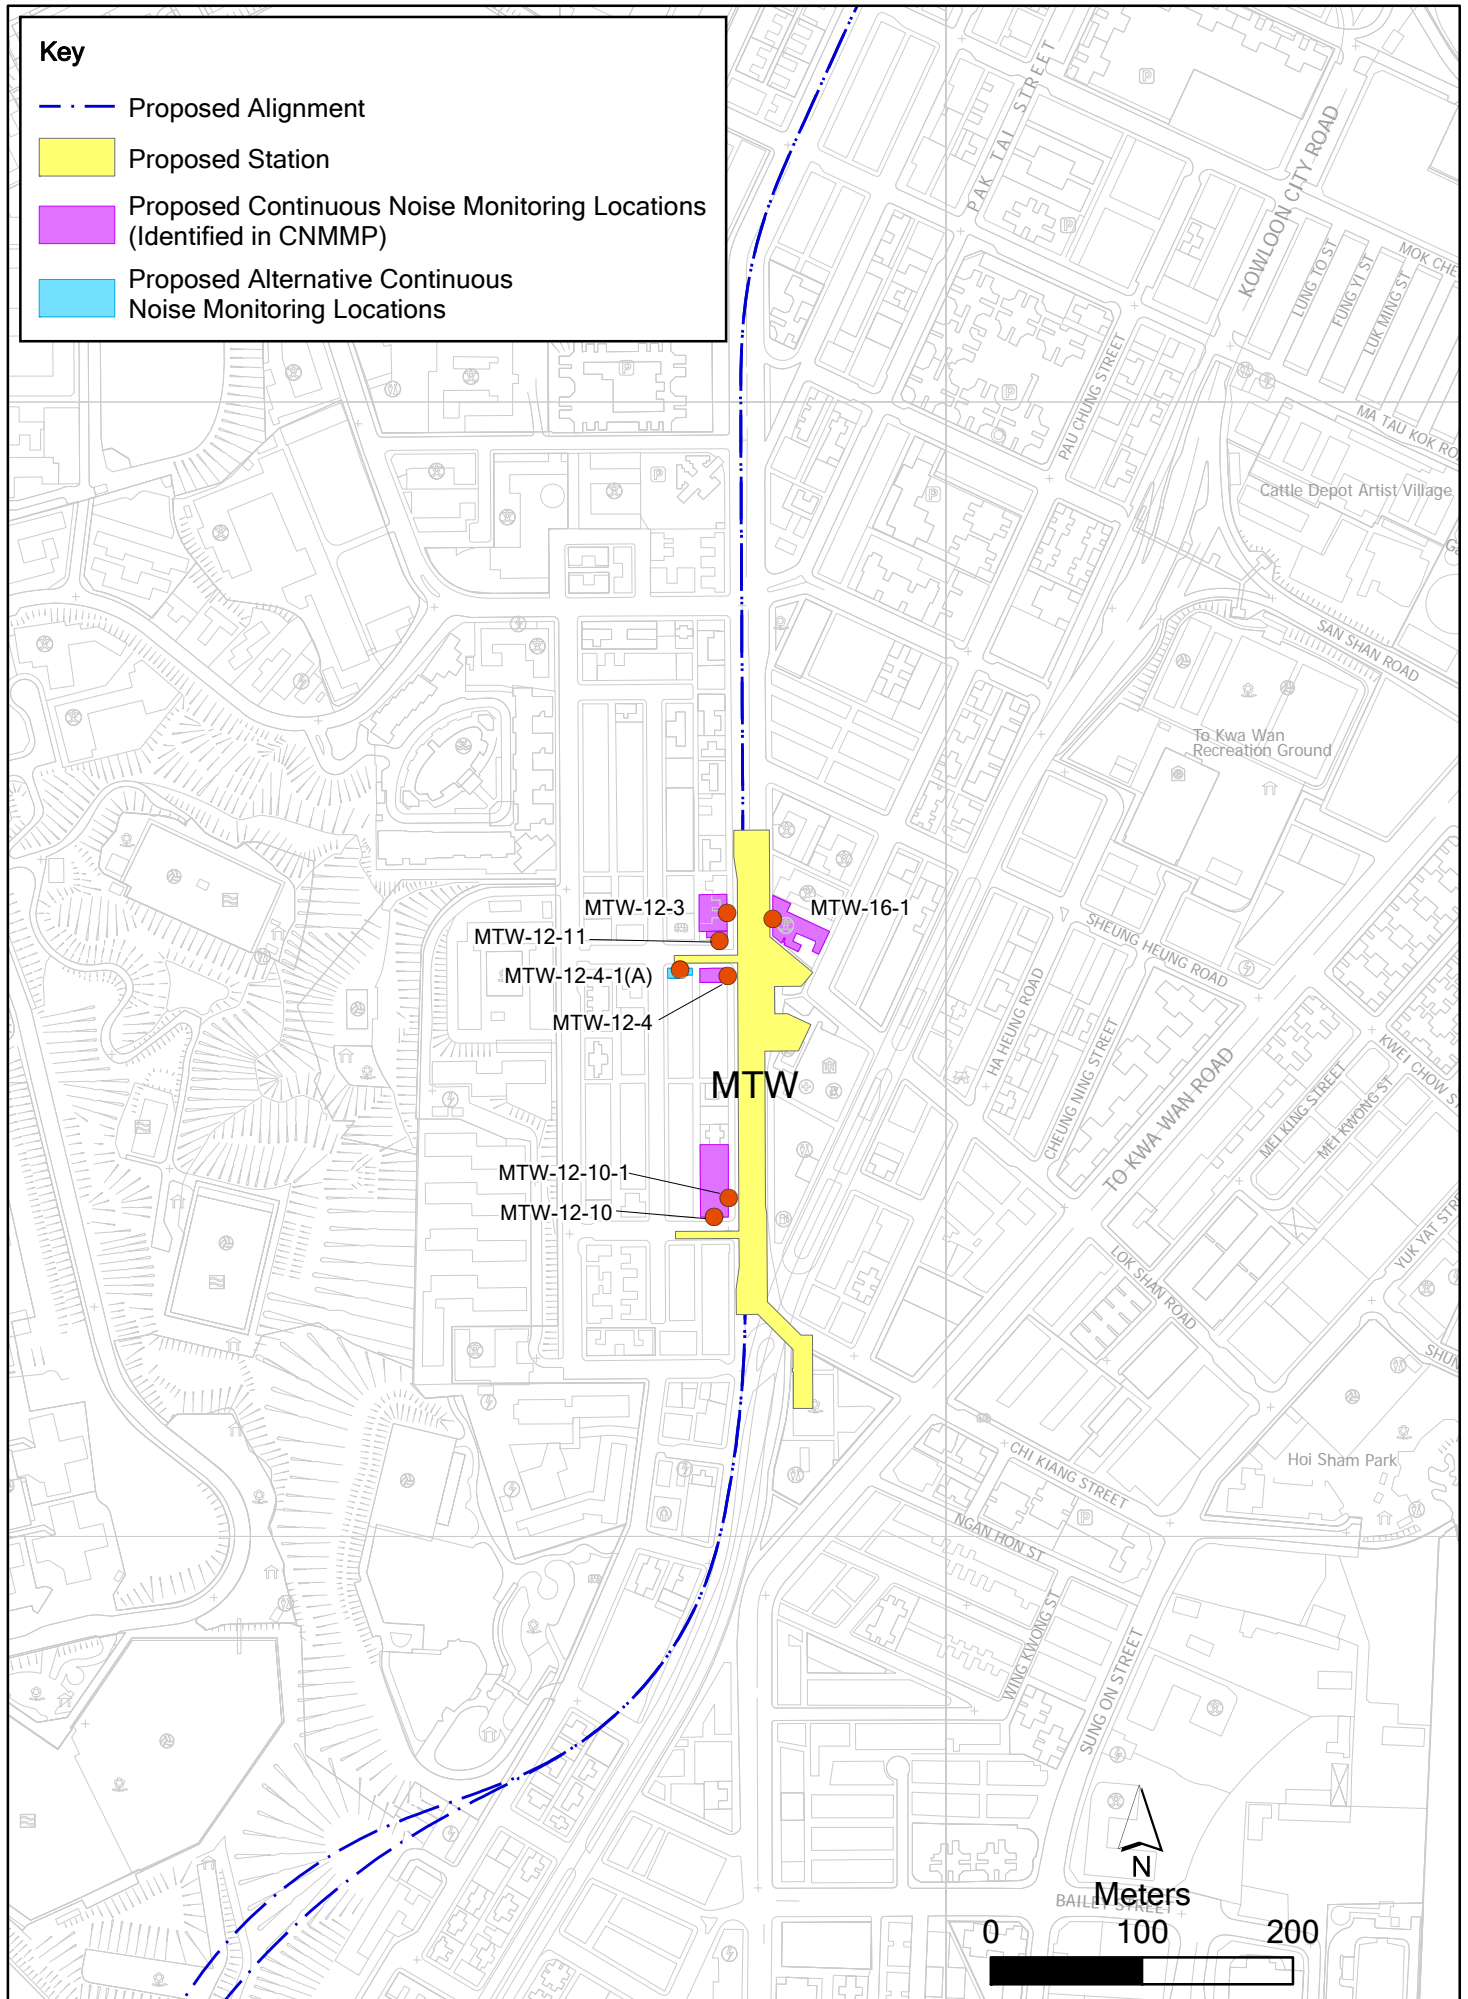 Key
Proposed Alignment
Proposed Station
Proposed Continuous Noise Monitoring Locations
(Identified in CNMMP)
Proposed Alternative Continuous
Noise Monitoring Locations
PAK TAI STREET
KOWLOON CITY ROAD
LUNG TO ST
FUNG YI ST
LUK MING ST
MOK CHE
PAU CHUNG STREET
MA TAU KOK RO
Cattle Depot Artist Village
Ga
SAN SHAN ROAD
To Kwa Wan
Recreation Ground
MTW-12-3
MTW-16-1
MTW-12-11
MTW-12-4-1(A)
MTW-12-4
MTW
SHEUNG HEUNG ROAD
HA HEUNG ROAD
CHEUNG NING STREET
TO KWA WAN ROAD
KWEI CHOW S
MEI KING STREET
MEI KWONG ST
MTW-12-10-1
MTW-12-10
LOK SHAN ROAD
YUK YAT STR
SHUN
CHI KIANG STREET
Hoi Sham Park
NGAN HON ST
WING KWONG ST
SUNG ON STREET
BAILEY STREET
N
Meters
0 100 200
P
P
P
P
P
P
P